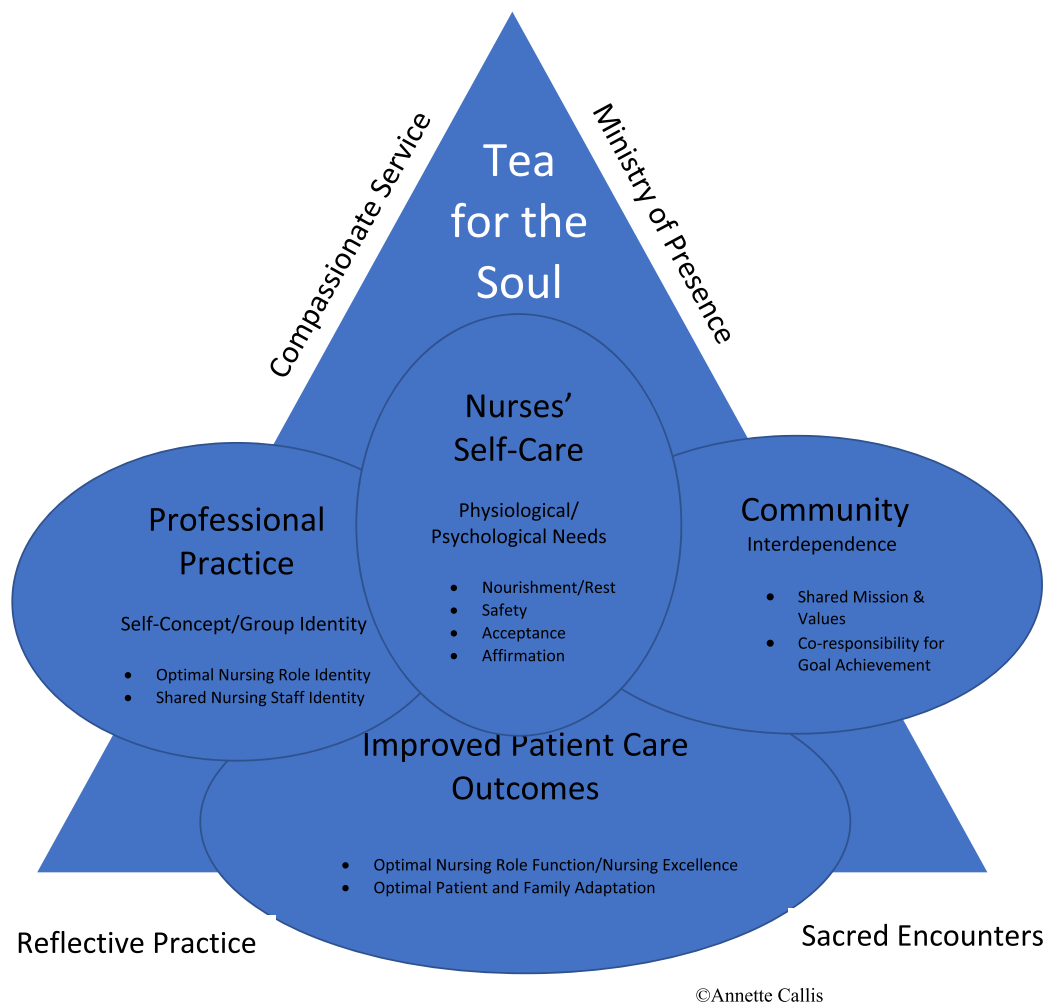 Compassionate Service
Ministry of Presence
Tea
for the
Soul
Nurses’
Self-Care
Physiological/
Psychological Needs
• Nourishment/Rest
• Safety
• Acceptance
• Affirmation
Professional
Practice
Self-Concept/Group Identity
• Optimal Nursing Role Identity
• Shared Nursing Staff Identity
Community
Interdependence
• Shared Mission &
Values
• Co-responsibility for
Goal Achievement
Improved Patient Care
Outcomes
• Optimal Nursing Role Function/Nursing Excellence
• Optimal Patient and Family Adaptation
Reflective Practice
Sacred Encounters
©Annette Callis